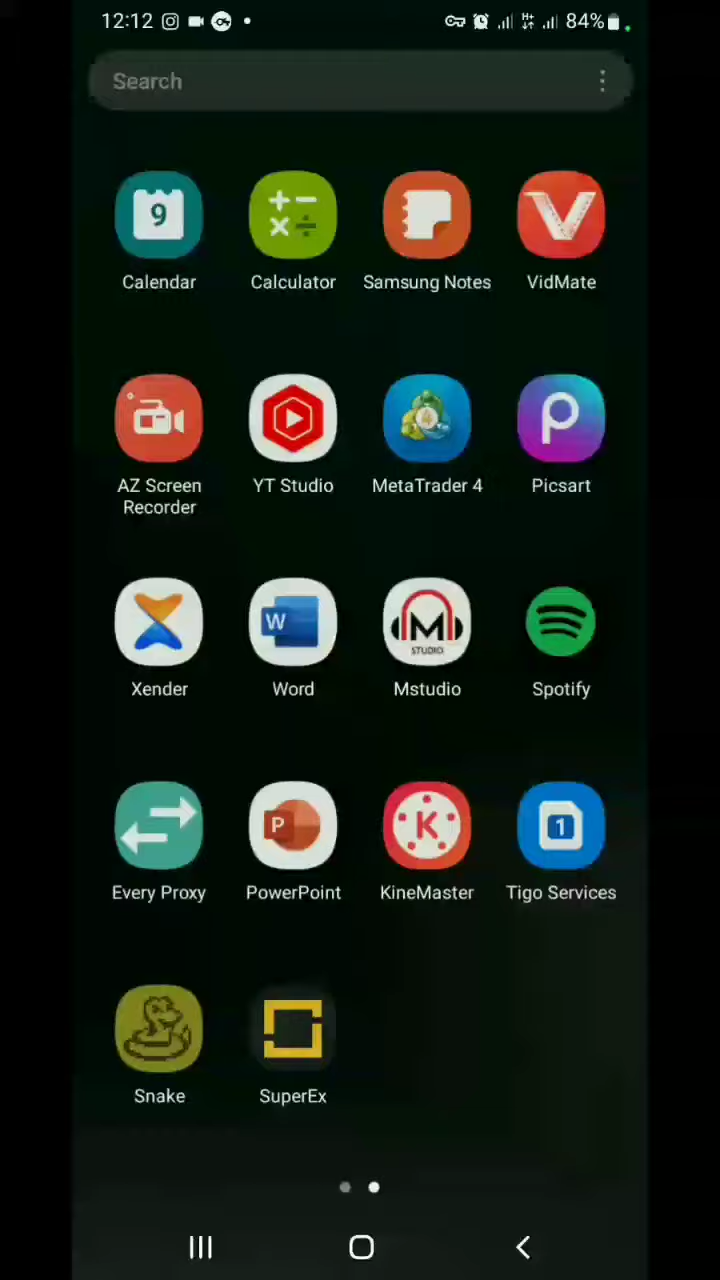 12:12 84%
Search
9
Calendar Calculator Samsung Notes VidMate
AZ Screen Recorder YT Studio MetaTrader 4 Picsart
W M STUDIO
Xender Word Mstudio Spotify
P K 1
Every Proxy PowerPoint KineMaster Tigo Services
Snake SuperEx